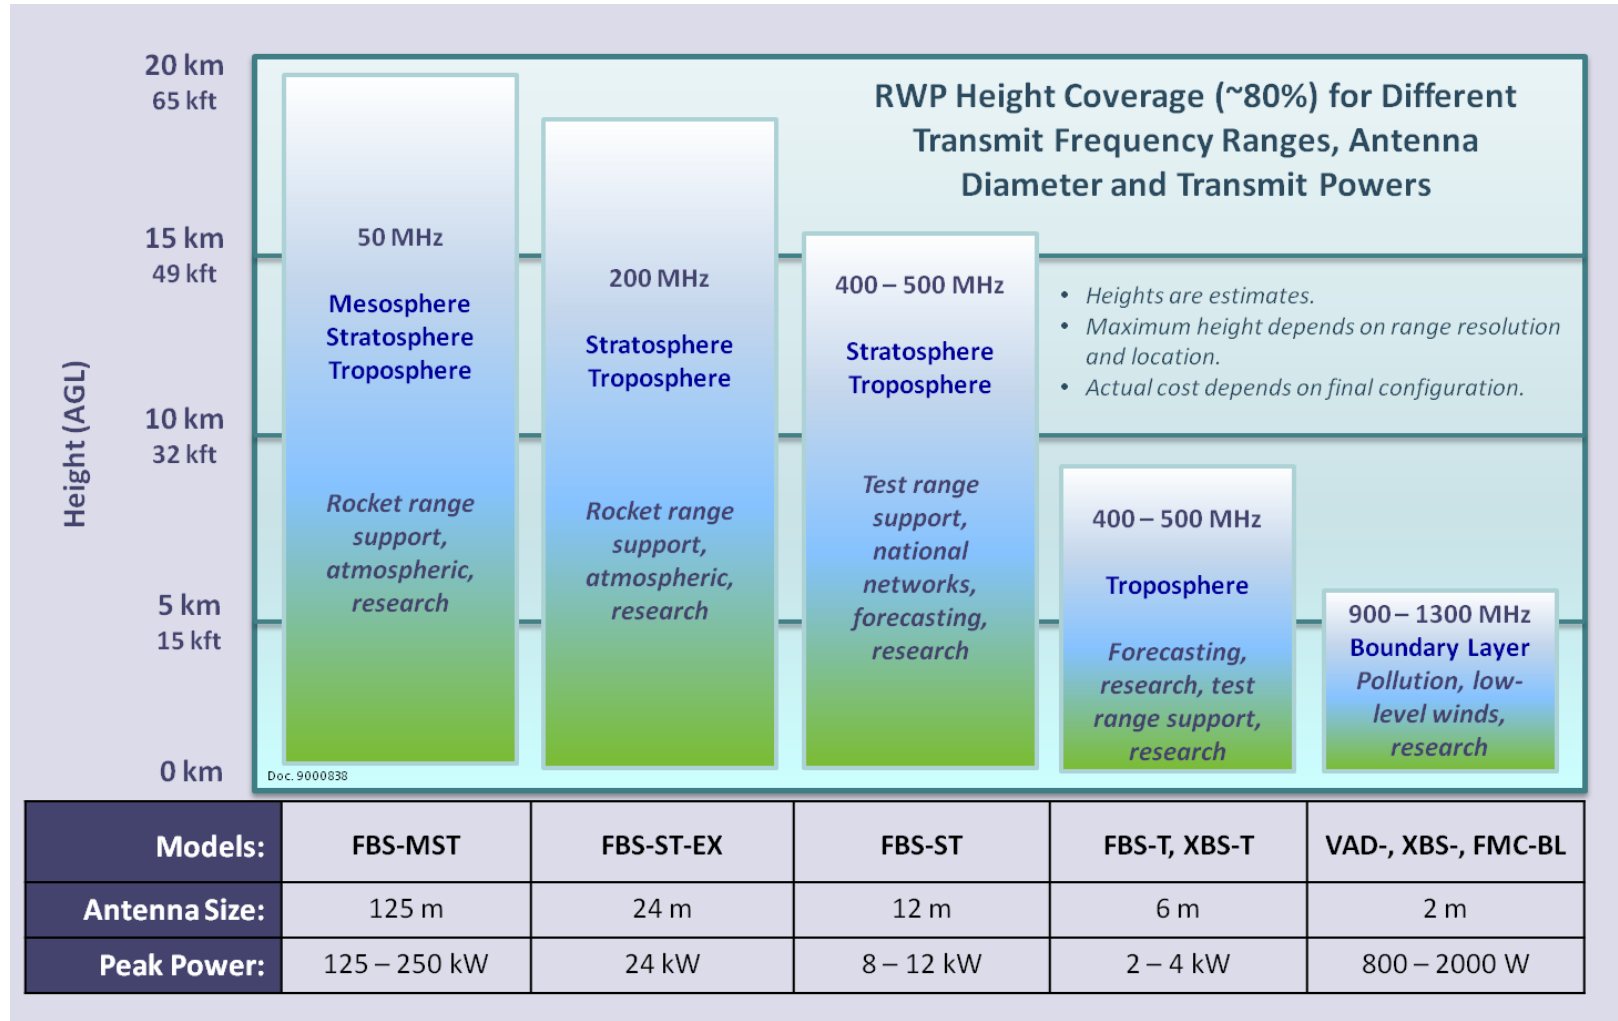 20 km
65 kft
15 km
49 kft
10 km
32 kft
5 km
15 kft
0 km
Height (AGL)
RWP Height Coverage (~80%) for Different
Transmit Frequency Ranges, Antenna
Diameter and Transmit Powers
• Heights are estimates.
• Maximum height depends on range resolution
and location.
• Actual cost depends on final configuration.
50 MHz
Mesosphere
Stratosphere
Troposphere
Rocket range
support,
atmospheric,
research
200 MHz
Stratosphere
Troposphere
Rocket range
support,
atmospheric,
research
400 – 500 MHz
Stratosphere
Troposphere
Test range
support,
national
networks,
forecasting,
research
400 – 500 MHz
Troposphere
Forecasting,
research, test
range support,
research
900 – 1300 MHz
Boundary Layer
Pollution, low-
level winds,
research
Doc. 9000838
Models: FBS-MST FBS-ST-EX FBS-ST FBS-T, XBS-T VAD-, XBS-, FMC-BL
Antenna Size: 125 m 24 m 12 m 6 m 2 m
Peak Power: 125 – 250 kW 24 kW 8 – 12 kW 2 – 4 kW 800 – 2000 W